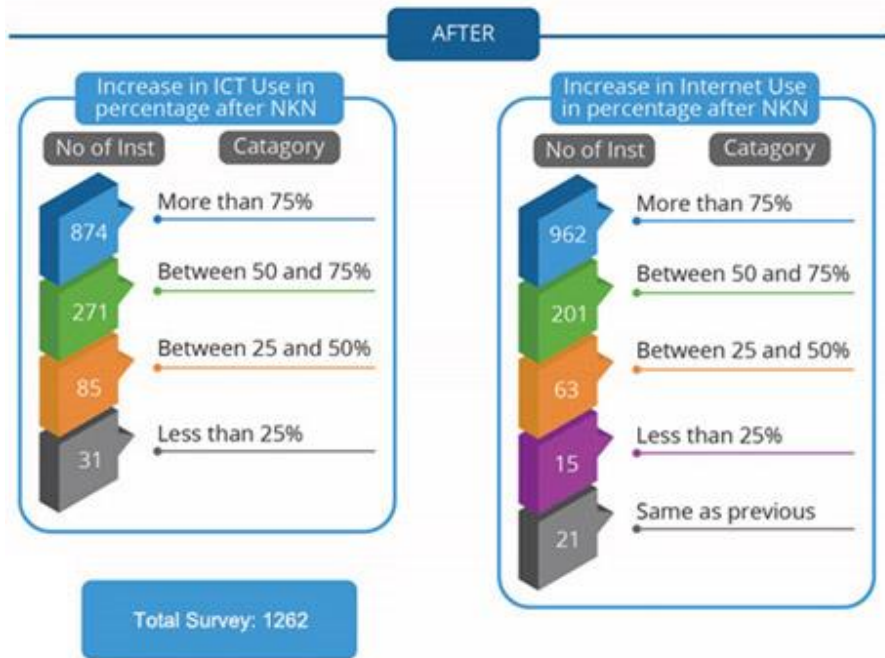 AFTER
Increase in ICT Use in
percentage after NKN
No of Inst Catagory
874 More than 75%
271 Between 50 and 75%
85 Between 25 and 50%
31 Less than 25%
Increase in Internet Use
in percentage after NKN
No of Inst Catagory
962 More than 75%
201 Between 50 and 75%
63 Between 25 and 50%
15 Less than 25%
21 Same as previous
Total Survey: 1262